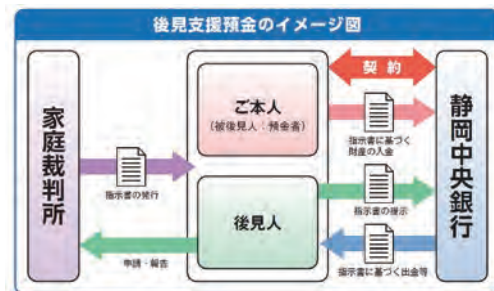 後見支援預金のイメージ図
家庭裁判所
指示書の発行
申請・報告
ご本人
(被後見人:預金者)
後見人
契約
指示書に基づく
財産の入金
指示書の提示
指示書に基づく出金等
静岡中央銀行